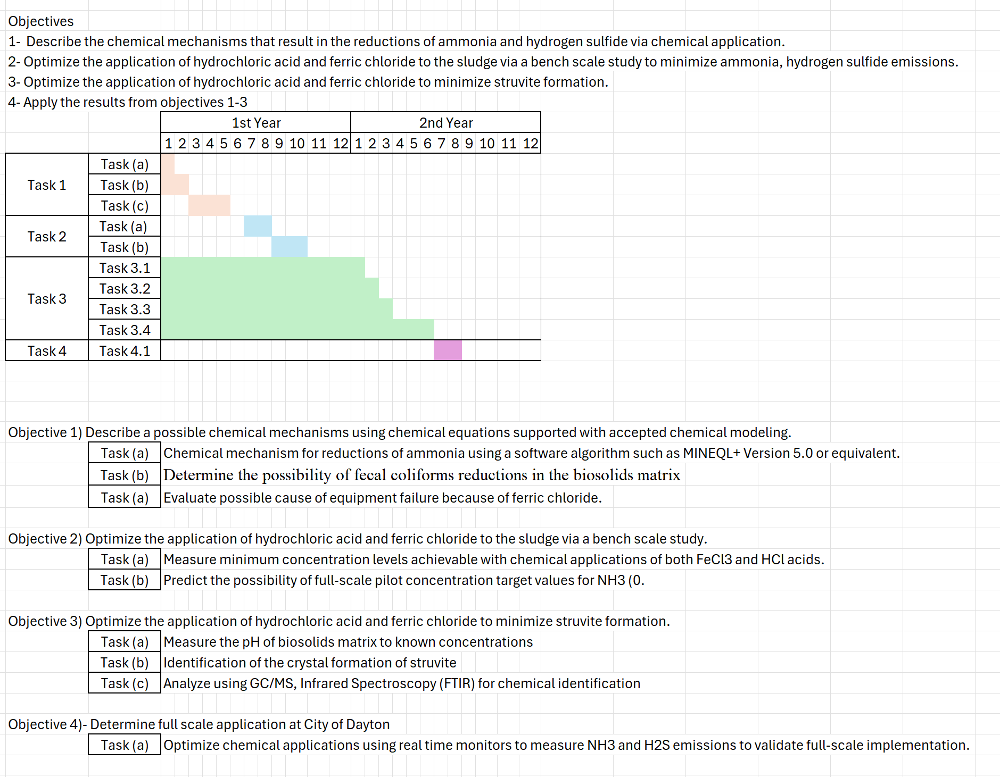 Objectives
1-  Describe the chemical mechanisms that result in the reductions of ammonia and hydrogen sulfide via chemical application.
2- Optimize the application of hydrochloric acid and ferric chloride to the sludge via a bench scale study to minimize ammonia, hydrogen sulfide emissions.
3- Optimize the application of hydrochloric acid and ferric chloride to minimize struvite formation.
4- Apply the results from objectives 1-3
1st Year 2nd Year
1 2 3 4 5 6 7 8 9 10 11 12 1 2 3 4 5 6 7 8 9 10 11 12
Task 1
Task (a)
Task (b)
Task (c)
Task 2
Task (a)
Task (b)
Task 3
Task 3.1
Task 3.2
Task 3.3
Task 3.4
Task 4 Task 4.1
Objective 1) Describe a possible chemical mechanisms using chemical equations supported with accepted chemical modeling.
Task (a) Chemical mechanism for reductions of ammonia using a software algorithm such as MINEQL+ Version 5.0 or equivalent.
Task (b) Determine the possibility of fecal coliforms reductions in the biosolids matrix
Task (a) Evaluate possible cause of equipment failure because of ferric chloride.
Objective 2) Optimize the application of hydrochloric acid and ferric chloride to the sludge via a bench scale study.
Task (a) Measure minimum concentration levels achievable with chemical applications of both FeCl3 and HCl acids.
Task (b) Predict the possibility of full-scale pilot concentration target values for NH3 (0.
Objective 3) Optimize the application of hydrochloric acid and ferric chloride to minimize struvite formation.
Task (a) Measure the pH of biosolids matrix to known concentrations
Task (b) Identification of the crystal formation of struvite
Task (c) Analyze using GC/MS, Infrared Spectroscopy (FTIR) for chemical identification
Objective 4)- Determine full scale application at City of Dayton
Task (a) Optimize chemical applications using real time monitors to measure NH3 and H2S emissions to validate full-scale implementation.